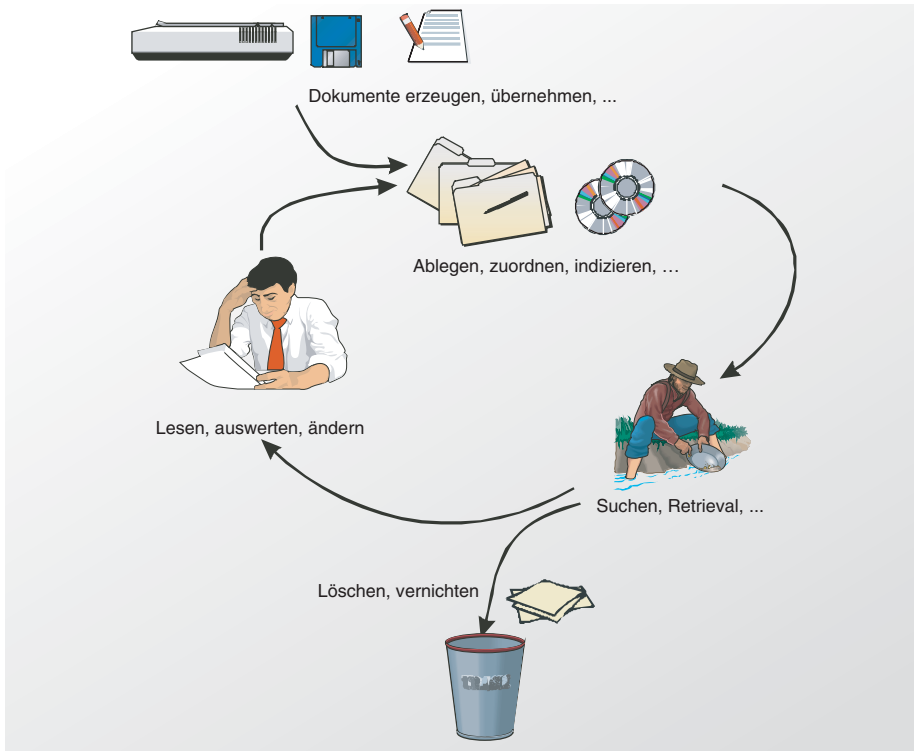 Dokumente erzeugen, übernehmen, ...
Ablegen, zuordnen, indizieren, …
Lesen, auswerten, ändern
Suchen, Retrieval, ...
Löschen, vernichten